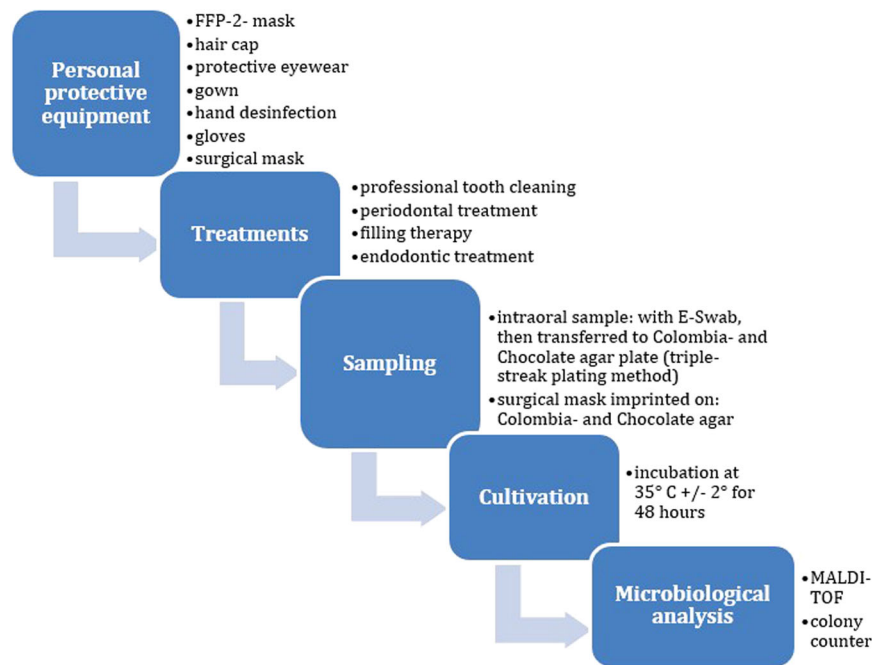 Personal
protective
equipment
•FFP-2- mask
•hair cap
•protective eyewear
•gown
•hand desinfection
•gloves
•surgical mask
Treatments
•professional tooth cleaning
•periodontal treatment
•filling therapy
•endodontic treatment
Sampling
•intraoral sample: with E-Swab,
then transferred to Colombia- and
Chocolate agar plate (triple-
streak plating method)
•surgical mask imprinted on:
Colombia- and Chocolate agar
Cultivation
•incubation at
35° C +/- 2° for
48 hours
Microbiological
analysis
•MALDI-
TOF
•colony
counter